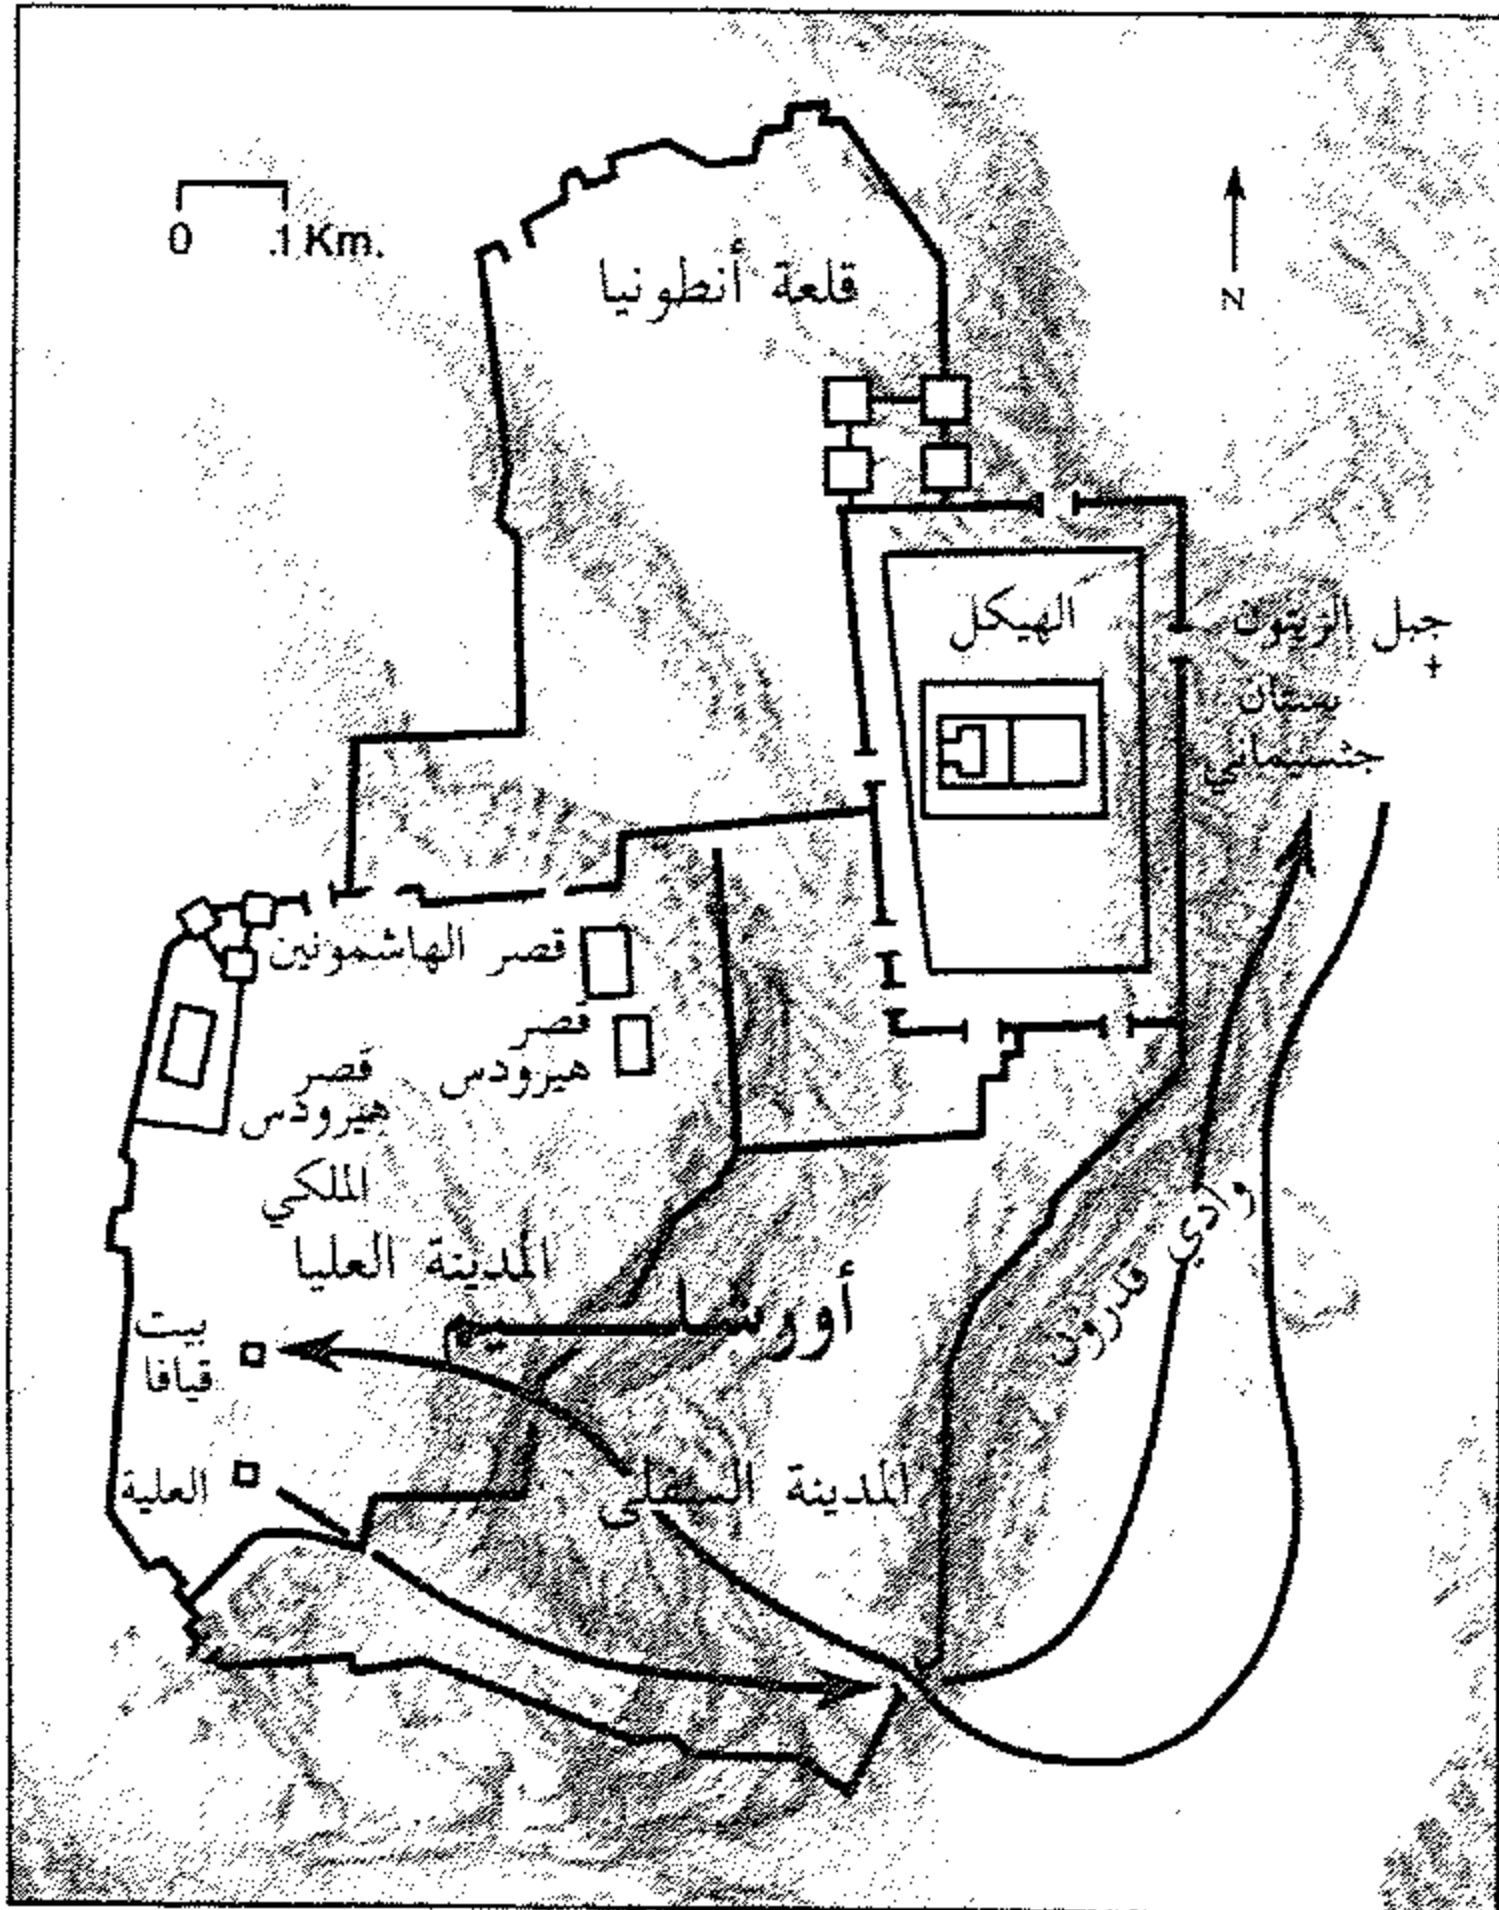 0 .1 Km.
N
قلعة أنطونيا
الهيكل
جبل الزيتون
بستان
جثسيماني
قصر الهاشمونين
قصر
هيرودس
قصر
هيرودس
الملكي
المدينة العليا
أورشليم
بيت
قيافا
وادي قدرون
المدينة السفلى
العلية